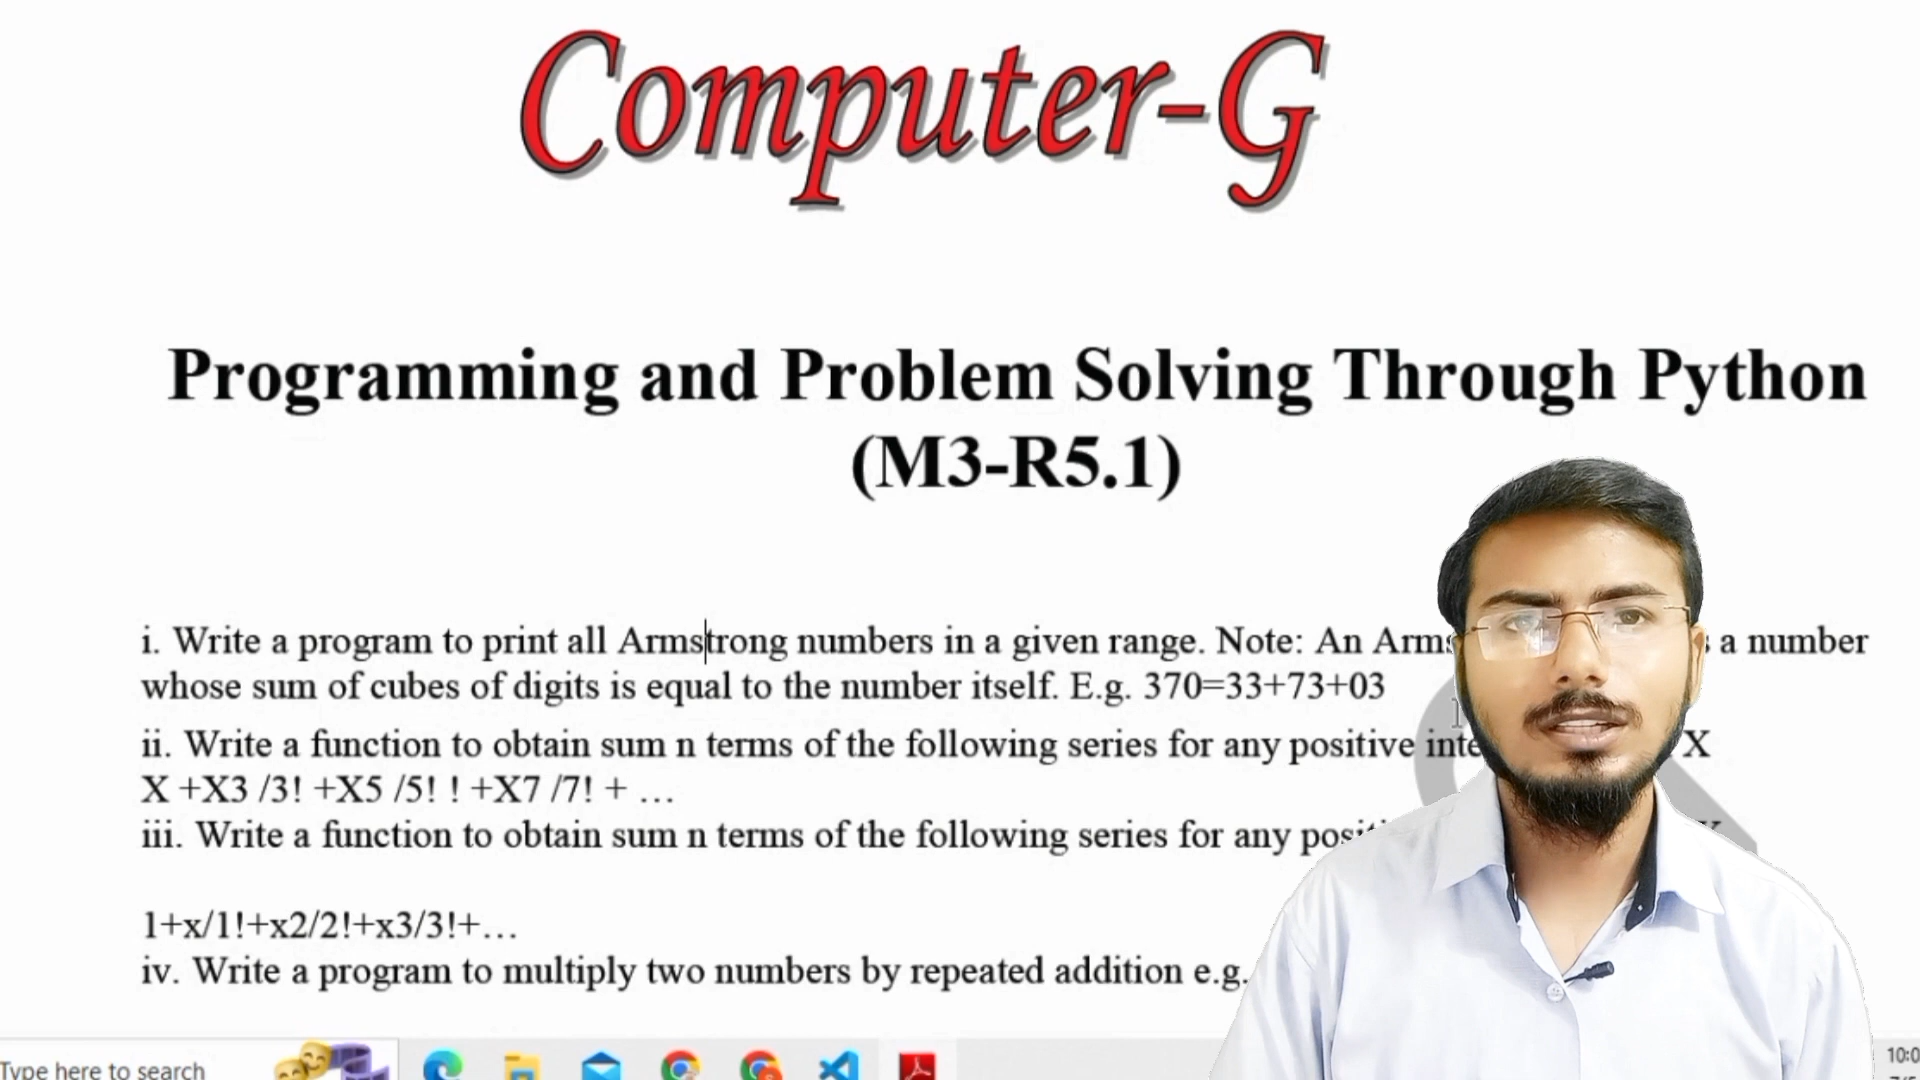 Computer-G
Programming and Problem Solving Through Python
(M3-R5.1)
i. Write a program to print all Armstrong numbers in a given range. Note: An a number
whose sum of cubes of digits is equal to the number itself. E.g. 370=33+73+03
ii. Write a function to obtain sum n terms of the following series for any positive X
X +X3 /3! +X5 /5! ! +X7 /7! + …
iii. Write a function to obtain sum n terms of the following series for any
1+x/1!+x2/2!+x3/3!+…
iv. Write a program to multiply two numbers by repeated addition e.g.
Type here to search